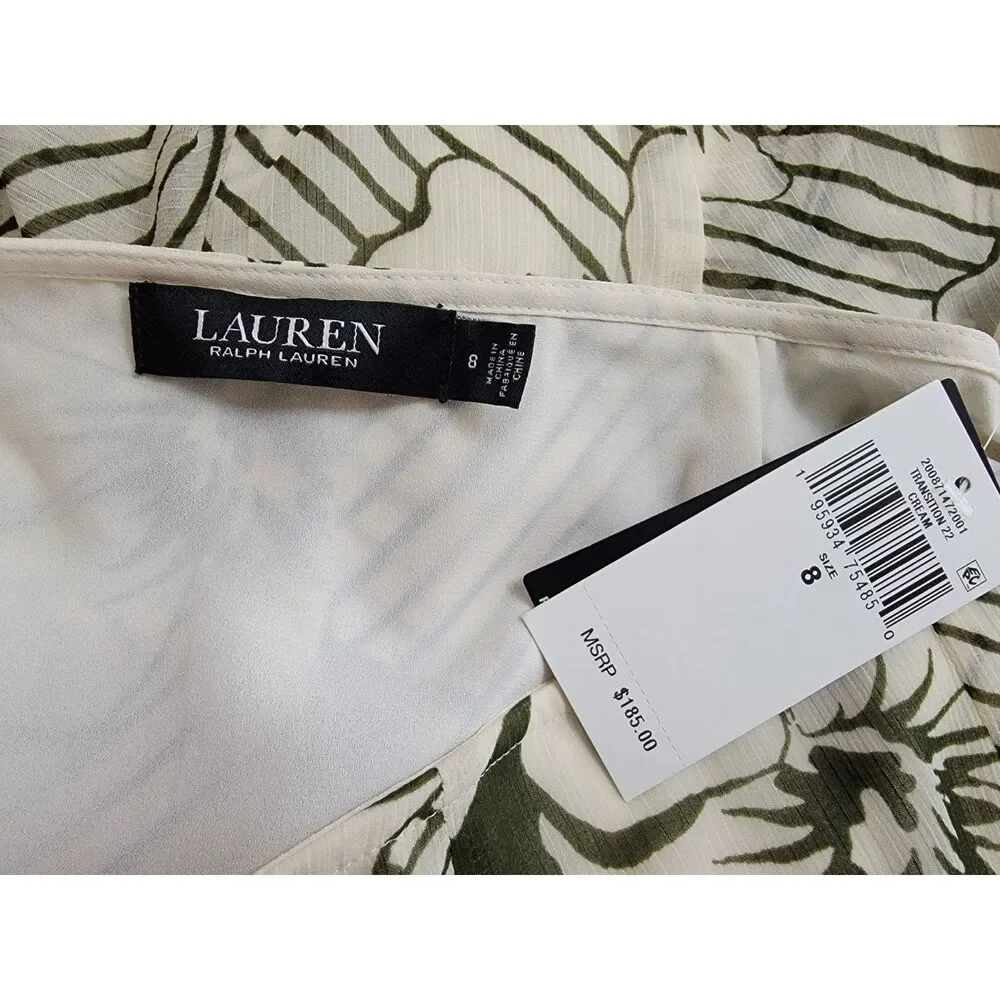 LAUREN
RALPH LAUREN
8
MADE IN
CHINA
FABRIQUÉ EN
CHINE
200871472001
TRANSITION 22
CREAM
1 95934 75485 0
SIZE
8
MSRP $185.00